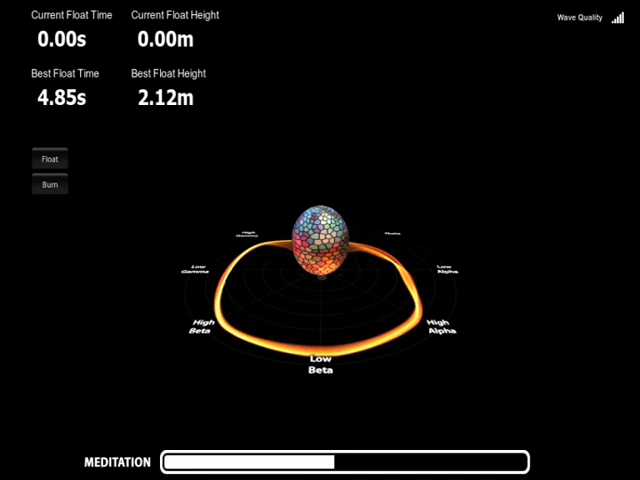 Current Float Time
Current Float Height
Wave Quality
0.00s
0.00m
Best Float Time
Best Float Height
4.85s
2.12m
Float
Burn
High
Gamma
Theta
Low
Gamma
Low
Alpha
High
Beta
High
Alpha
Low
Beta
MEDITATION